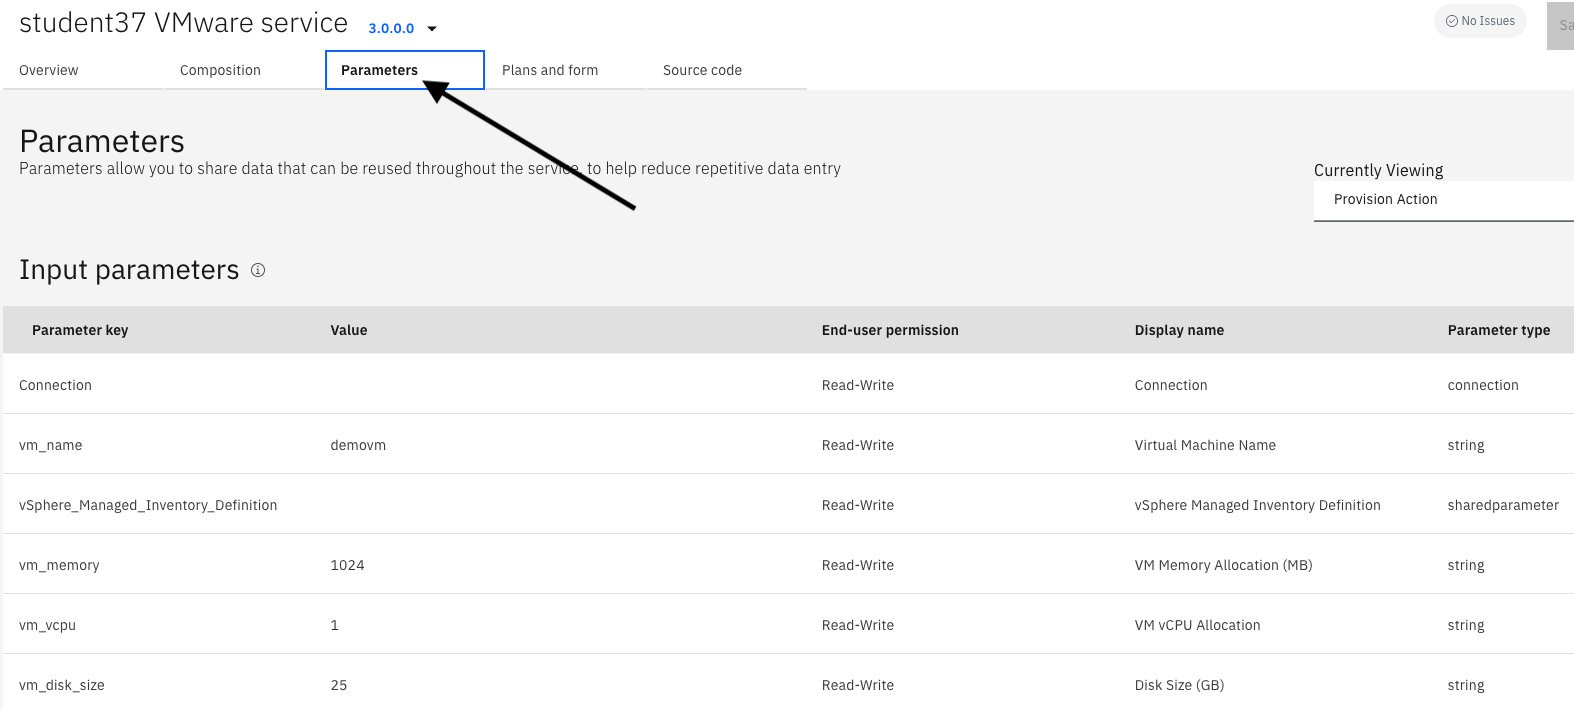 student37 VMware service 3.0.0.0 No Issues
Overview Composition Parameters Plans and form Source code
Parameters
Parameters allow you to share data that can be reused throughout the service, to help reduce repetitive data entry
Currently Viewing
Provision Action
Input parameters
Parameter key Value End-user permission Display name Parameter type
Connection Read-Write Connection connection
vm_name demovm Read-Write Virtual Machine Name string
vSphere_Managed_Inventory_Definition Read-Write vSphere Managed Inventory Definition sharedparameter
vm_memory 1024 Read-Write VM Memory Allocation (MB) string
vm_vcpu 1 Read-Write VM vCPU Allocation string
vm_disk_size 25 Read-Write Disk Size (GB) string